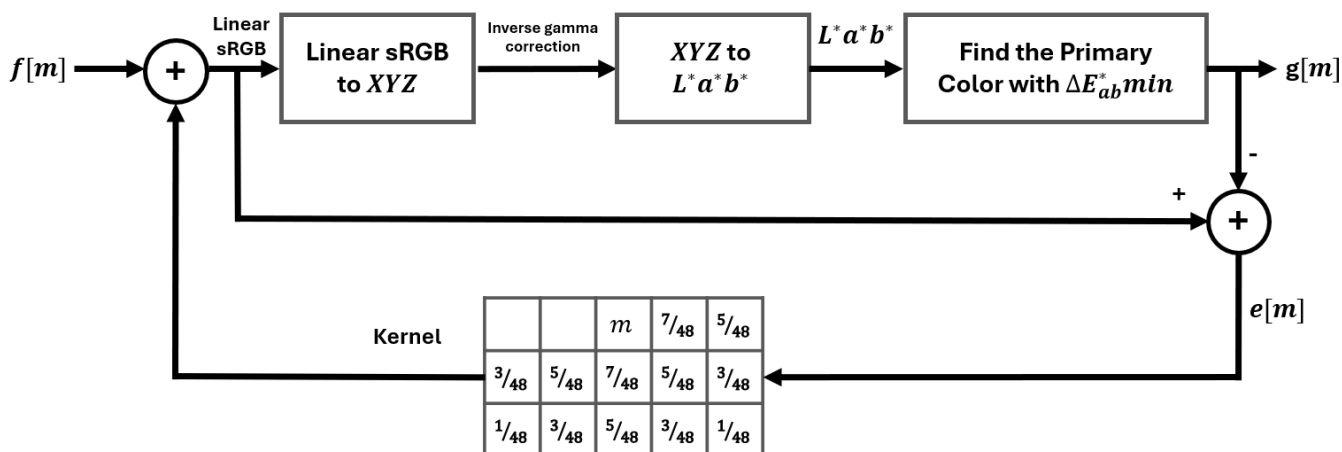 Linear
sRGB
f[m]
+
Linear sRGB
to XYZ
Inverse gamma
correction
XYZ to
L*a*b*
L*a*b*
Find the Primary
Color with ΔE*ab min
g[m]
-
+
+
e[m]
Kernel
m 7/48 5/48
3/48 5/48 7/48 5/48 3/48
1/48 3/48 5/48 3/48 1/48